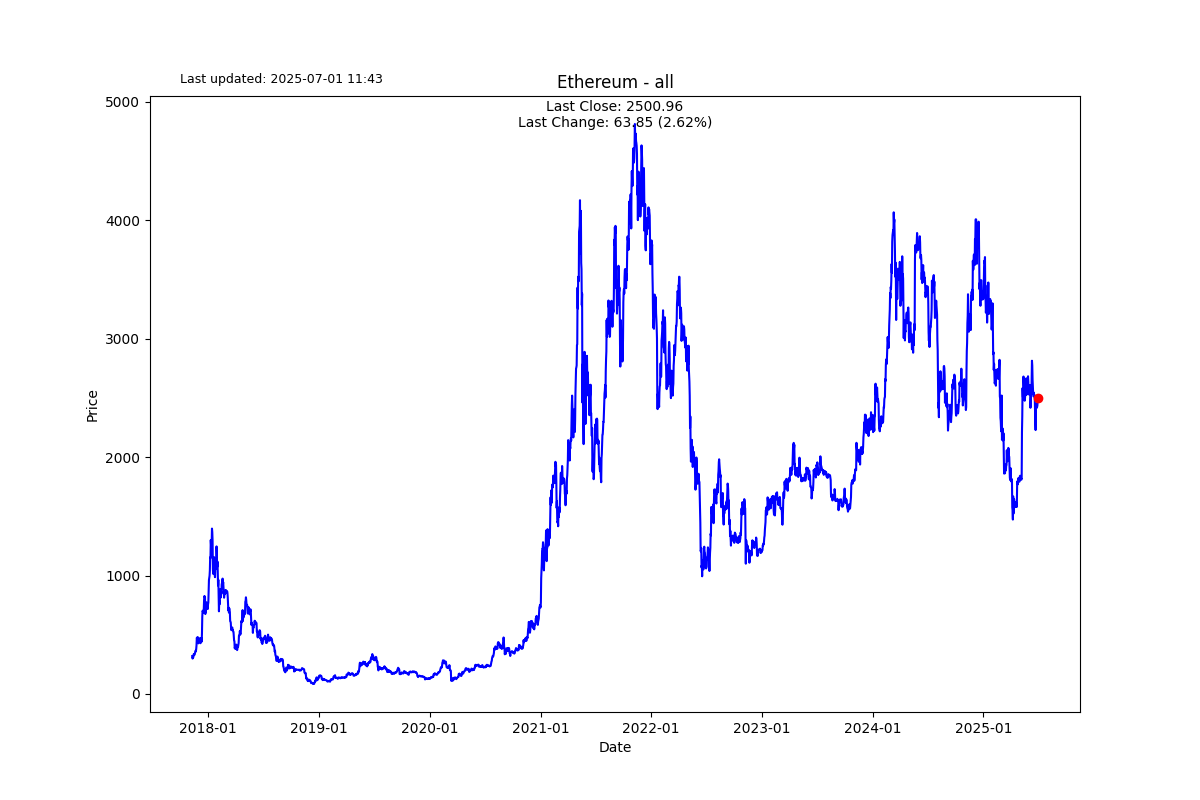 Last updated: 2025-07-01 11:43
Ethereum - all
Last Close: 2500.96
Last Change: 63.85 (2.62%)
5000
4000
3000
2000
1000
0
Price
2018-01 2019-01 2020-01 2021-01 2022-01 2023-01 2024-01 2025-01
Date